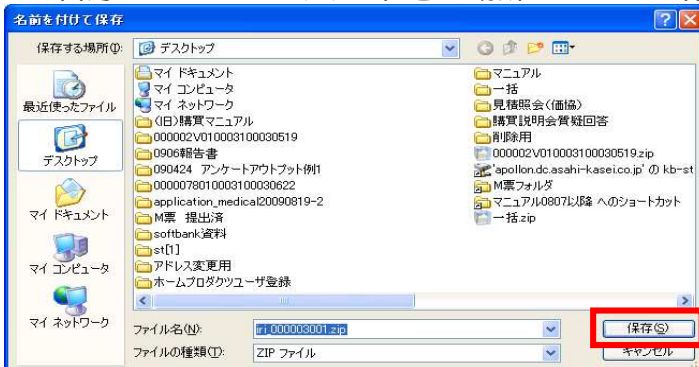 名前を付けて保存
保存する場所(I):
デスクトップ
最近使ったファイル
デスクトップ
マイ ドキュメント
マイ コンピュータ
マイ ネットワーク
マイ ドキュメント
マイ コンピュータ
マイ ネットワーク
(旧)購買マニュアル
000002V010003100030519
0906報告書
090424 アンケートアウトプット例1
0000078010003100030622
application_medical20090819-2
M票 提出済
softbank資料
st[1]
アドレス変更用
ホームプロダクツユーザ登録
マニュアル
一括
見積照会(価協)
購買説明会質疑回答
削除用
000002V010003100030519.zip
'apollon.dc.asahi-kasei.co.jp' の kb-st
M票フォルダ
マニュアル0807以降 へのショートカット
一括.zip
ファイル名(N):
iri_000003001.zip
保存(S)
ファイルの種類(T):
ZIP ファイル
キャンセル